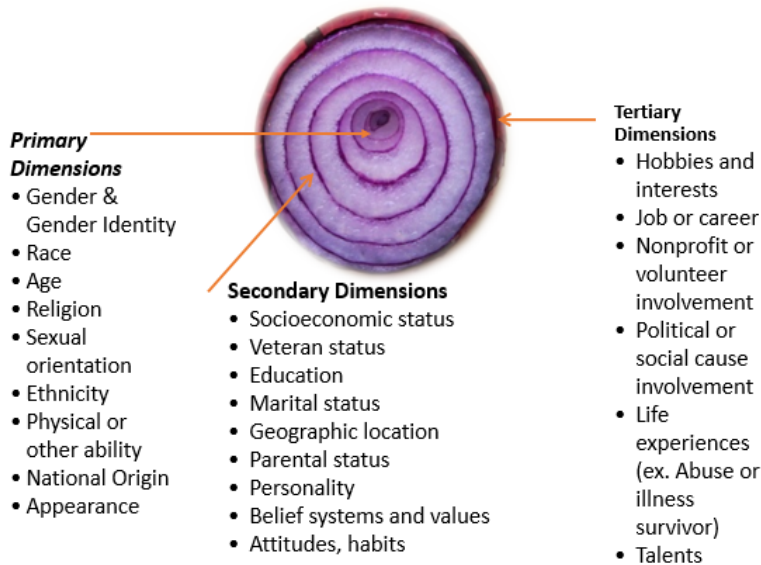 Primary
Dimensions
• Gender &
Gender Identity
• Race
• Age
• Religion
• Sexual
orientation
• Ethnicity
• Physical or
other ability
• National Origin
• Appearance
Secondary Dimensions
• Socioeconomic status
• Veteran status
• Education
• Marital status
• Geographic location
• Parental status
• Personality
• Belief systems and values
• Attitudes, habits
Tertiary
Dimensions
• Hobbies and
interests
• Job or career
• Nonprofit or
volunteer
involvement
• Political or
social cause
involvement
• Life
experiences
(ex. Abuse or
illness
survivor)
• Talents